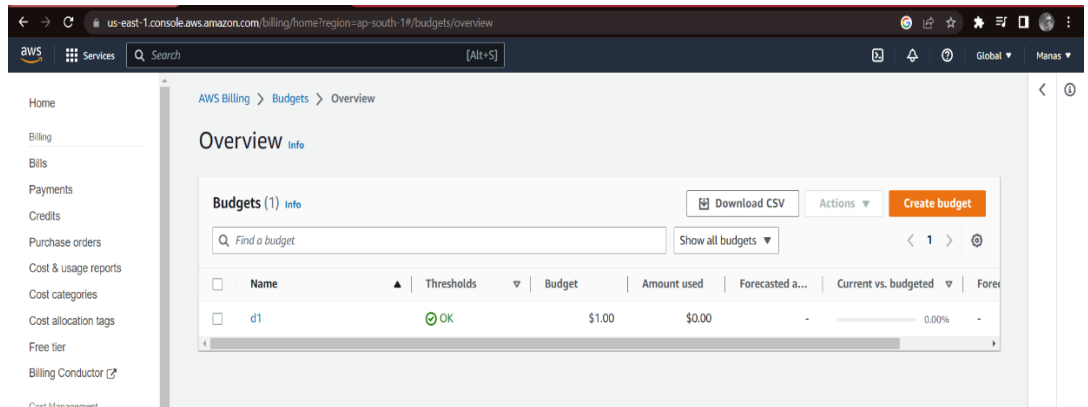 us-east-1.console.aws.amazon.com/billing/home?region=ap-south-1#/budgets/overview
aws Services Search [Alt+S] Global Manas
Home
Billing
Bills
Payments
Credits
Purchase orders
Cost & usage reports
Cost categories
Cost allocation tags
Free tier
Billing Conductor
Cost Management
AWS Billing > Budgets > Overview
Overview Info
Budgets (1) Info Download CSV Actions Create budget
Find a budget Show all budgets < 1 >
Name Thresholds Budget Amount used Forecasted a... Current vs. budgeted Forec
d1 OK $1.00 $0.00 - 0.00% -